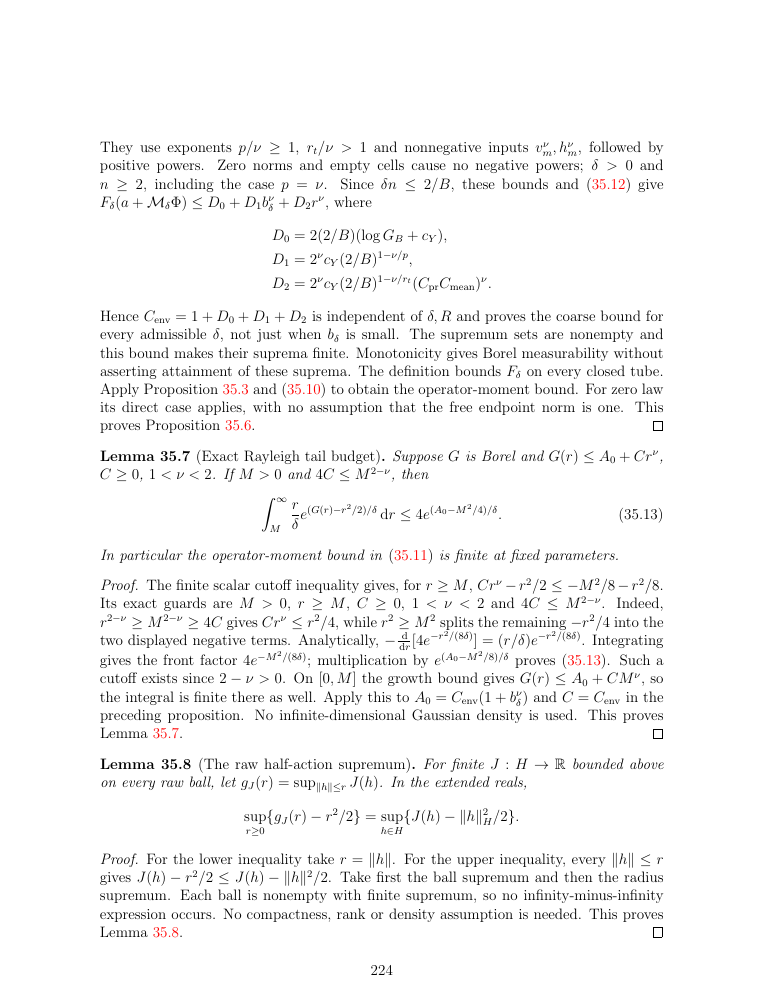 They use exponents p/ν ≥ 1, r_t/ν > 1 and nonnegative inputs v_m^ν, h_m^ν, followed by
positive powers. Zero norms and empty cells cause no negative powers; δ > 0 and
n ≥ 2, including the case p = ν. Since δn ≤ 2/B, these bounds and (35.12) give
F_δ(a + M_δΦ) ≤ D_0 + D_1 b_δ^ν + D_2 r^ν, where
D_0 = 2(2/B)(log G_B + c_Y),
D_1 = 2^ν c_Y (2/B)^{1−ν/p},
D_2 = 2^ν c_Y (2/B)^{1−ν/r_t}(C_pr C_mean)^ν.
Hence C_env = 1 + D_0 + D_1 + D_2 is independent of δ, R and proves the coarse bound for
every admissible δ, not just when b_δ is small. The supremum sets are nonempty and
this bound makes their suprema finite. Monotonicity gives Borel measurability without
asserting attainment of these suprema. The definition bounds F_δ on every closed tube.
Apply Proposition 35.3 and (35.10) to obtain the operator-moment bound. For zero law
its direct case applies, with no assumption that the free endpoint norm is one. This
proves Proposition 35.6. □
Lemma 35.7 (Exact Rayleigh tail budget). Suppose G is Borel and G(r) ≤ A_0 + Cr^ν,
C ≥ 0, 1 < ν < 2. If M > 0 and 4C ≤ M^{2−ν}, then
∫_M^∞ (r/δ) e^{(G(r)−r^2/2)/δ} dr ≤ 4e^{(A_0−M^2/4)/δ}. (35.13)
In particular the operator-moment bound in (35.11) is finite at fixed parameters.
Proof. The finite scalar cutoff inequality gives, for r ≥ M, Cr^ν − r^2/2 ≤ −M^2/8 − r^2/8.
Its exact guards are M > 0, r ≥ M, C ≥ 0, 1 < ν < 2 and 4C ≤ M^{2−ν}. Indeed,
r^{2−ν} ≥ M^{2−ν} ≥ 4C gives Cr^ν ≤ r^2/4, while r^2 ≥ M^2 splits the remaining −r^2/4 into the
two displayed negative terms. Analytically, −d/dr[4e^{−r^2/(8δ)}] = (r/δ)e^{−r^2/(8δ)}. Integrating
gives the front factor 4e^{−M^2/(8δ)}; multiplication by e^{(A_0−M^2/8)/δ} proves (35.13). Such a
cutoff exists since 2 − ν > 0. On [0, M] the growth bound gives G(r) ≤ A_0 + CM^ν, so
the integral is finite there as well. Apply this to A_0 = C_env(1 + b_δ^ν) and C = C_env in the
preceding proposition. No infinite-dimensional Gaussian density is used. This proves
Lemma 35.7. □
Lemma 35.8 (The raw half-action supremum). For finite J : H → ℝ bounded above
on every raw ball, let g_J(r) = sup_{‖h‖≤r} J(h). In the extended reals,
sup_{r≥0}{g_J(r) − r^2/2} = sup_{h∈H}{J(h) − ‖h‖_H^2/2}.
Proof. For the lower inequality take r = ‖h‖. For the upper inequality, every ‖h‖ ≤ r
gives J(h) − r^2/2 ≤ J(h) − ‖h‖^2/2. Take first the ball supremum and then the radius
supremum. Each ball is nonempty with finite supremum, so no infinity-minus-infinity
expression occurs. No compactness, rank or density assumption is needed. This proves
Lemma 35.8. □
224